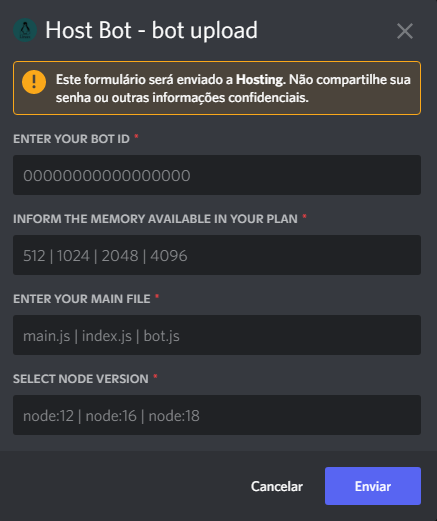 Host Bot - bot upload
Este formulário será enviado a Hosting. Não compartilhe sua
senha ou outras informações confidenciais.
ENTER YOUR BOT ID *
00000000000000000
INFORM THE MEMORY AVAILABLE IN YOUR PLAN *
512 | 1024 | 2048 | 4096
ENTER YOUR MAIN FILE *
main.js | index.js | bot.js
SELECT NODE VERSION *
node:12 | node:16 | node:18
Cancelar
Enviar